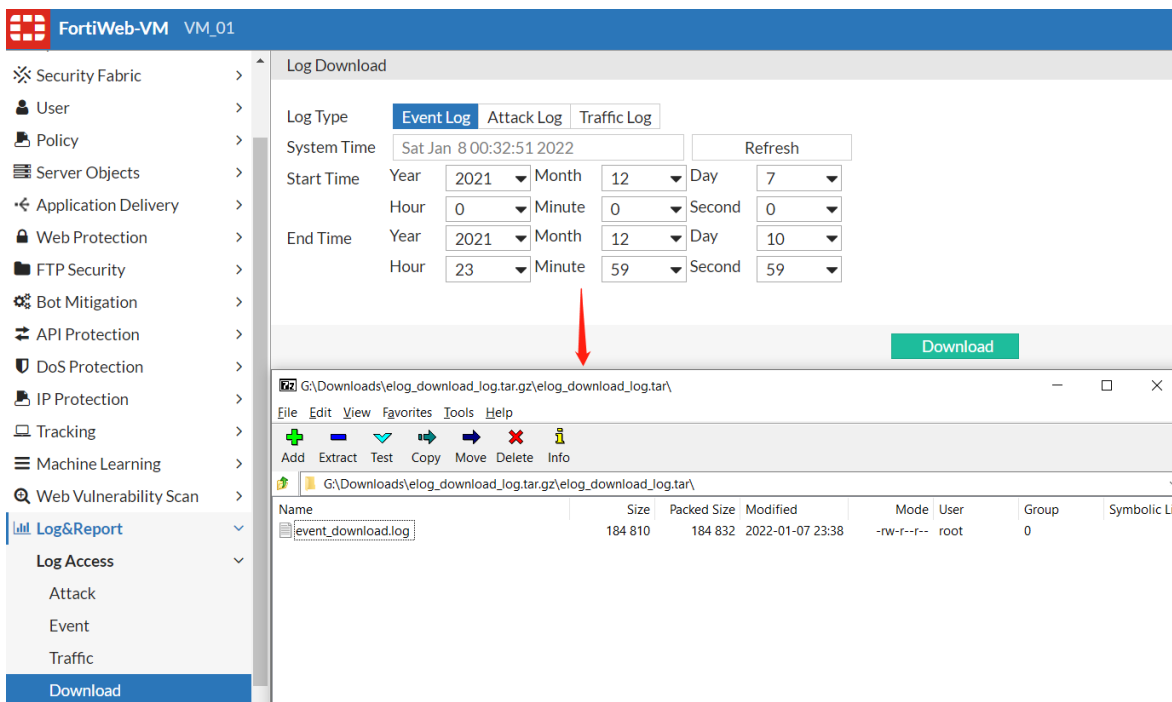 FortiWeb-VM VM_01
Security Fabric
User
Policy
Server Objects
Application Delivery
Web Protection
FTP Security
Bot Mitigation
API Protection
DoS Protection
IP Protection
Tracking
Machine Learning
Web Vulnerability Scan
Log&Report
Log Access
Attack
Event
Traffic
Download
Log Download
Log Type Event Log Attack Log Traffic Log
System Time Sat Jan 8 00:32:51 2022 Refresh
Start Time Year 2021 Month 12 Day 7
Hour 0 Minute 0 Second 0
End Time Year 2021 Month 12 Day 10
Hour 23 Minute 59 Second 59
Download
G:\Downloads\elog_download_log.tar.gz\elog_download_log.tar\
File Edit View Favorites Tools Help
Add Extract Test Copy Move Delete Info
G:\Downloads\elog_download_log.tar.gz\elog_download_log.tar\
Name Size Packed Size Modified Mode User Group Symbolic Li
event_download.log 184 810 184 832 2022-01-07 23:38 -rw-r--r-- root 0